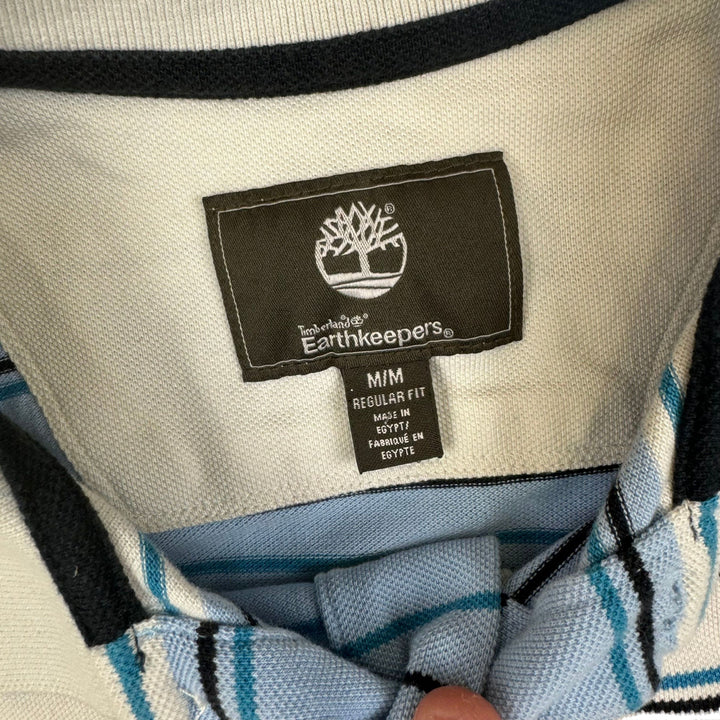 ®
Timberland
Earthkeepers®
M/M
REGULAR FIT
MADE IN
EGYPT/
FABRIQUÉ EN
EGYPTE